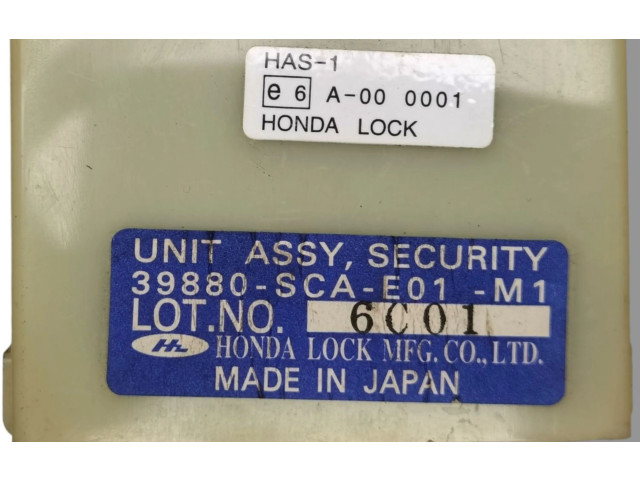 HAS-1
e 6 A-00 0001
HONDA LOCK
UNIT ASSY, SECURITY
39880-SCA-E01 -M1
LOT.NO. 6C01
HL HONDA LOCK MFG. CO., LTD.
MADE IN JAPAN